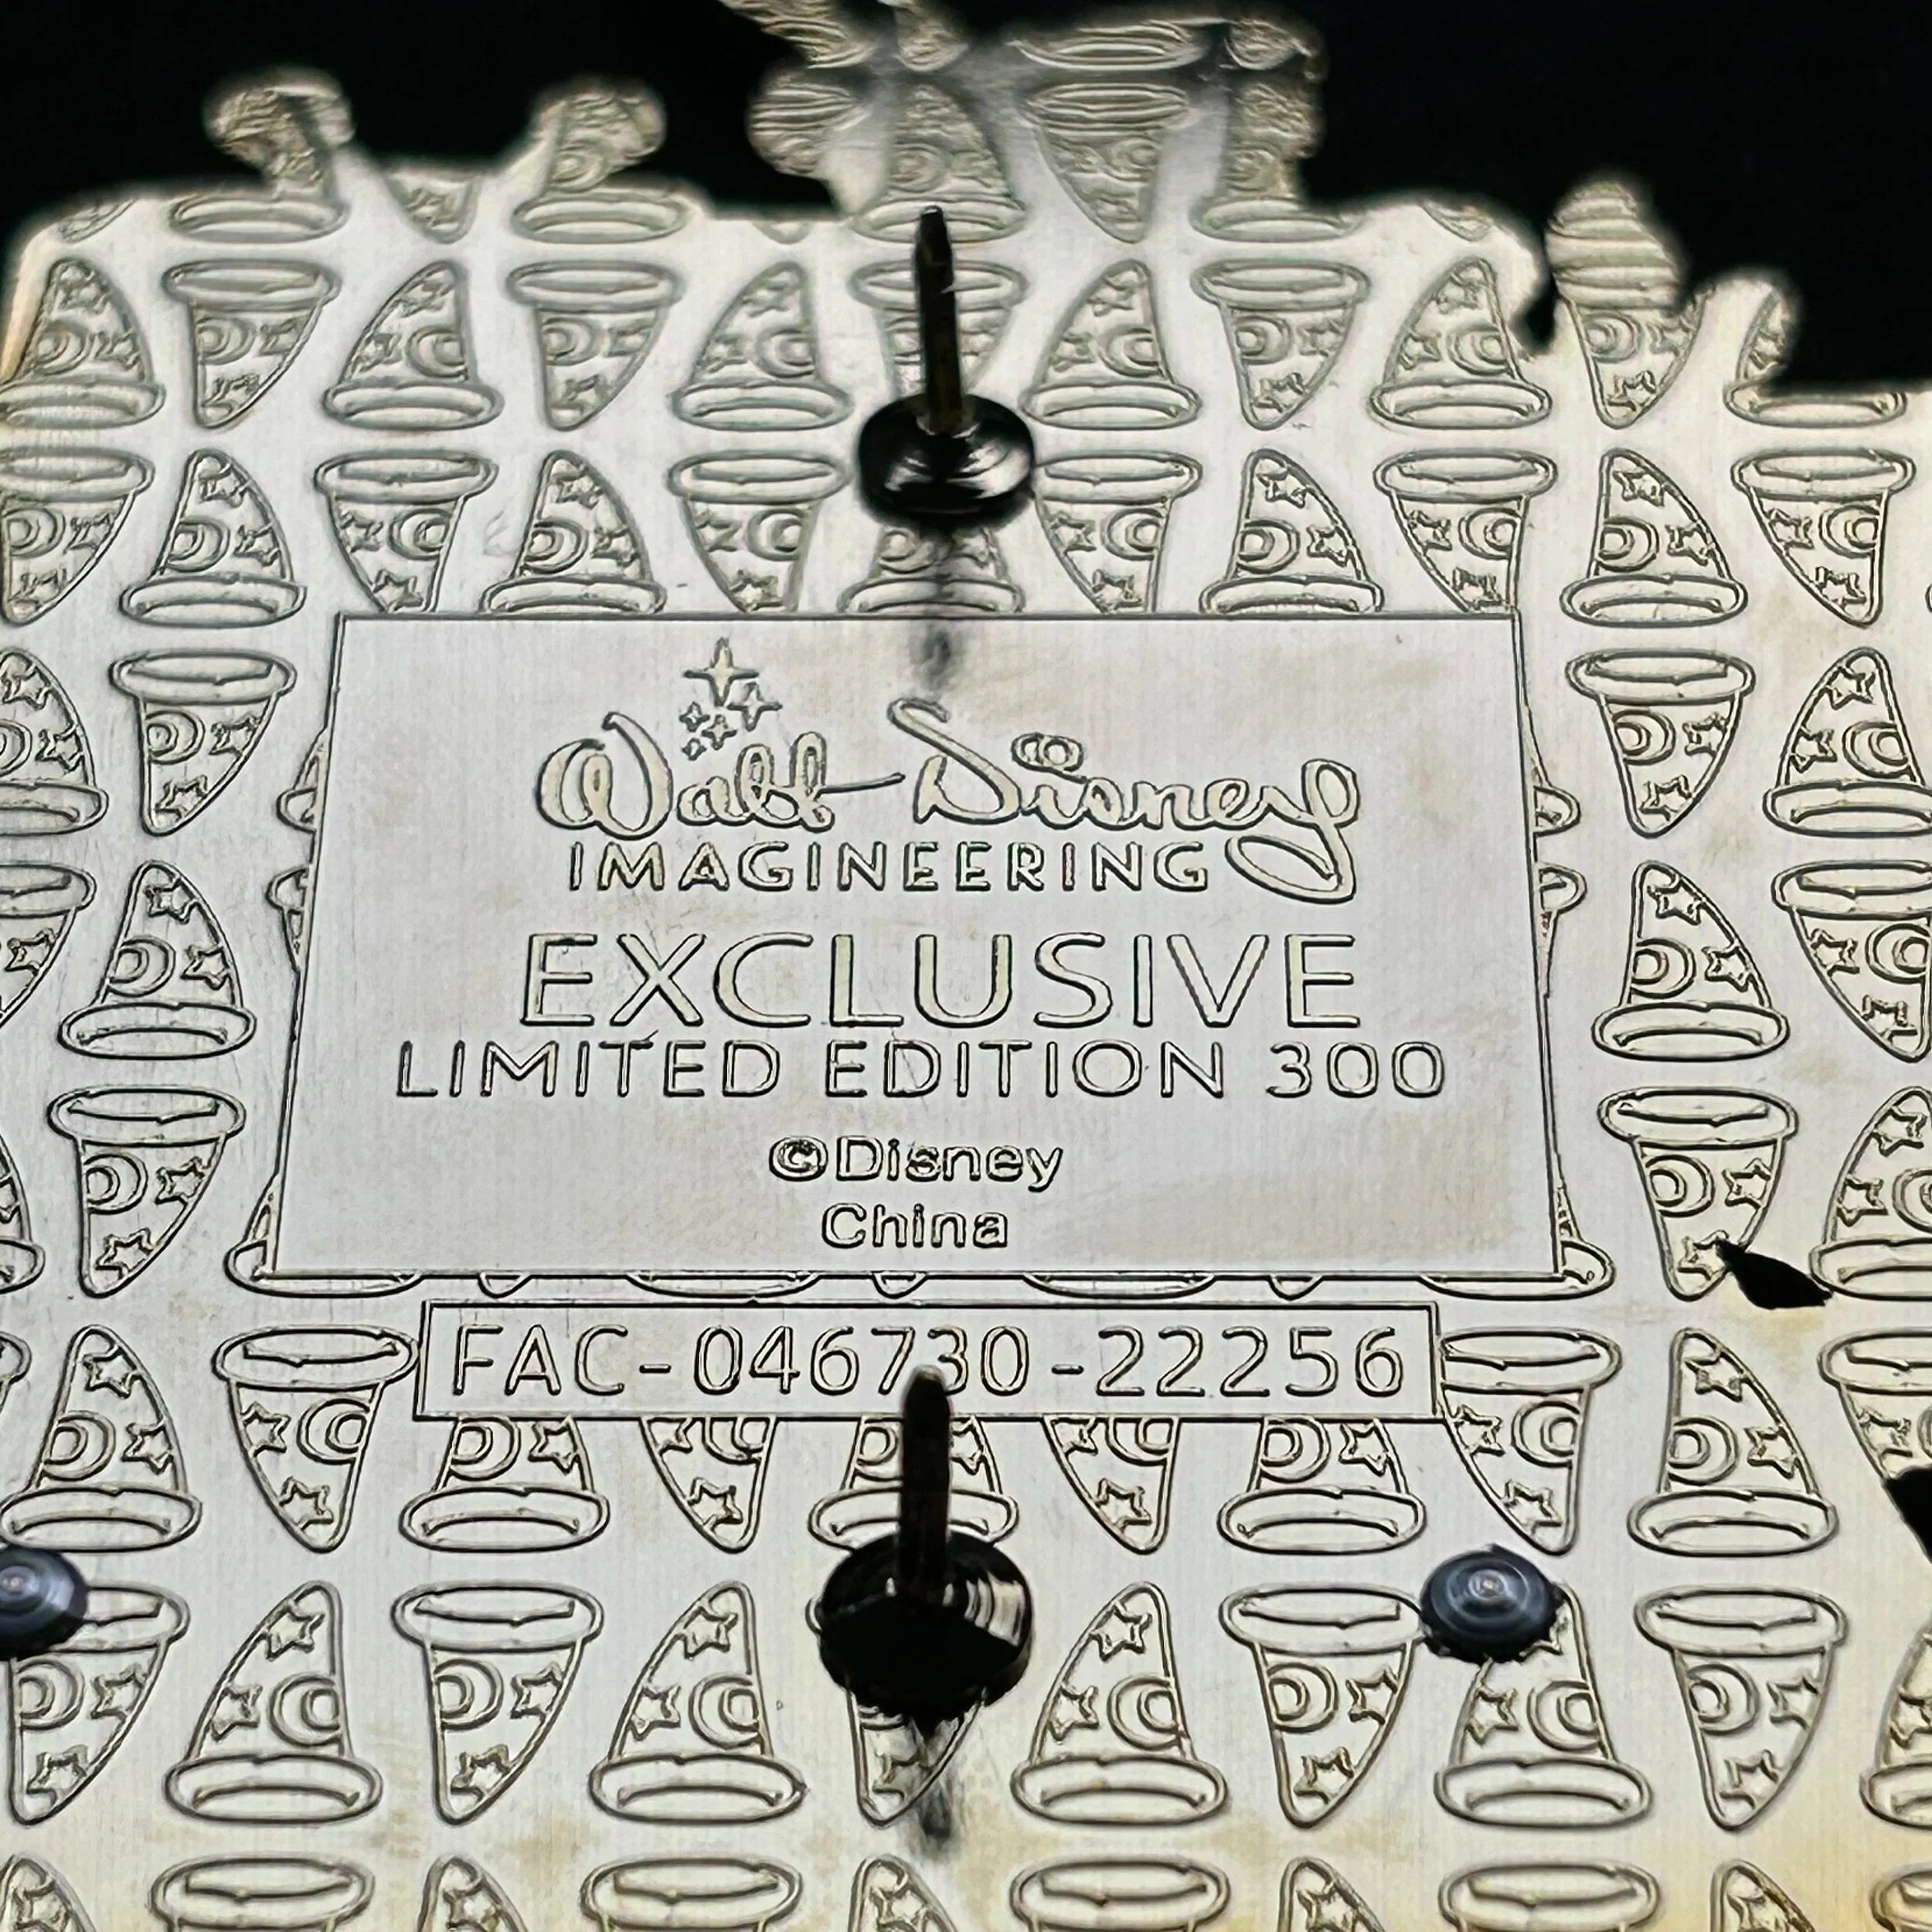 Walt Disney
IMAGINEERING
EXCLUSIVE
LIMITED EDITION 300
©Disney
China
FAC-046730-22256